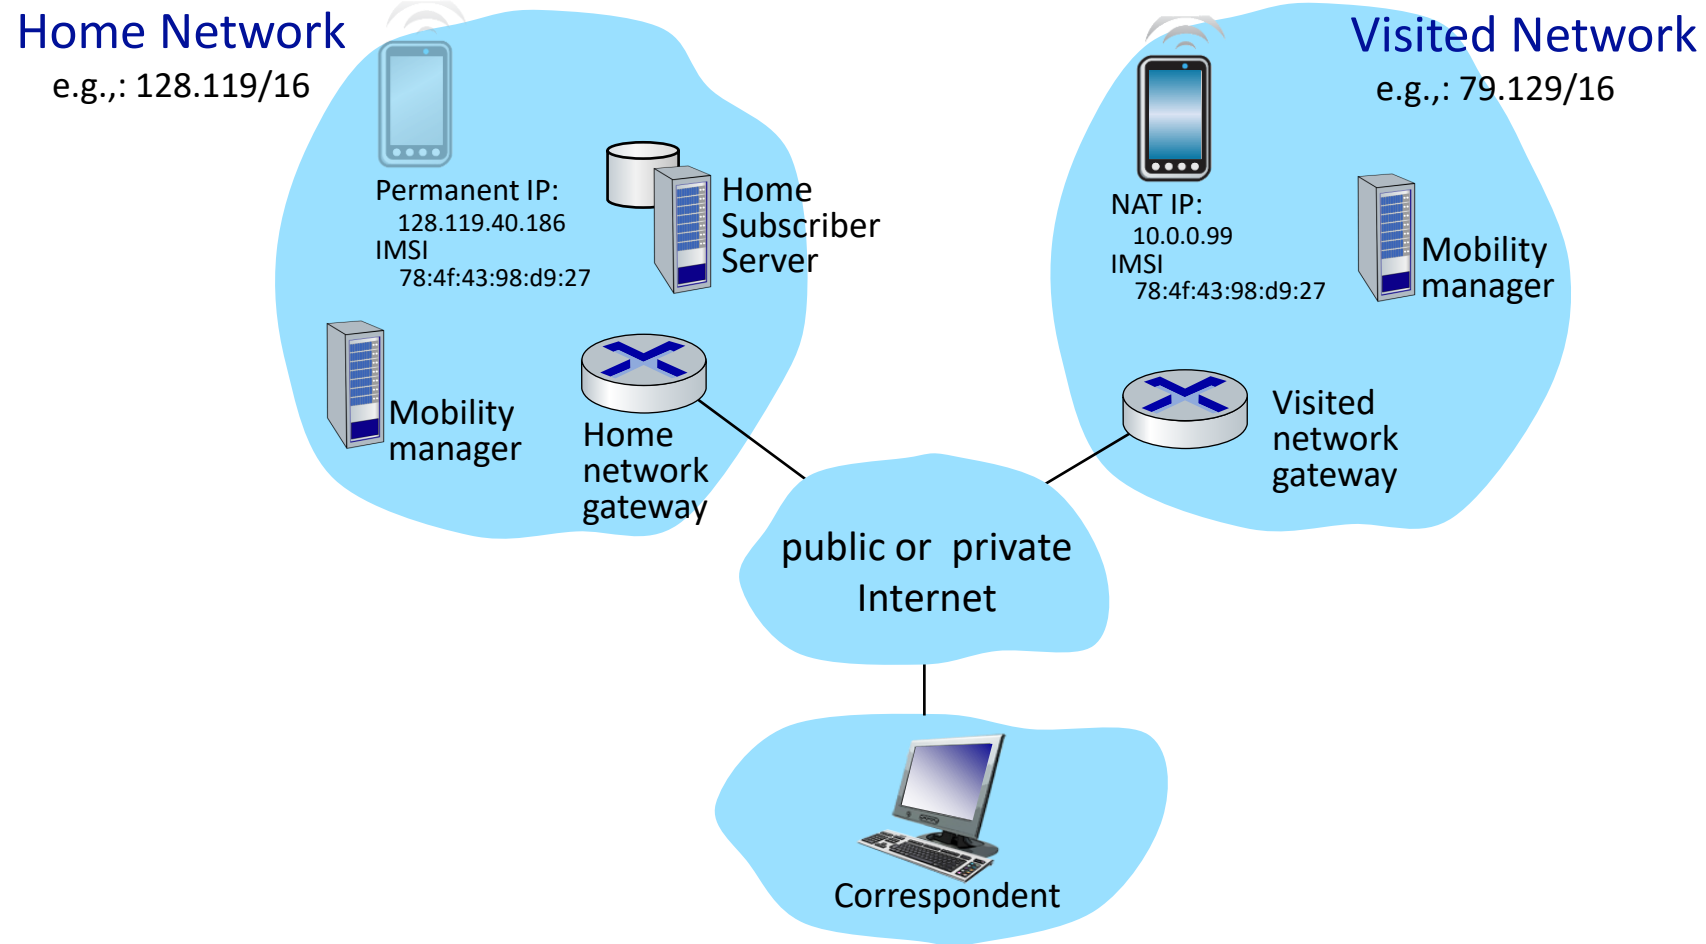 Home Network
e.g.,: 128.119/16
Permanent IP:
128.119.40.186
IMSI
78:4f:43:98:d9:27
Home
Subscriber
Server
Mobility
manager
Home
network
gateway
Visited Network
e.g.,: 79.129/16
NAT IP:
10.0.0.99
IMSI
78:4f:43:98:d9:27
Mobility
manager
Visited
network
gateway
public or  private
Internet
Correspondent